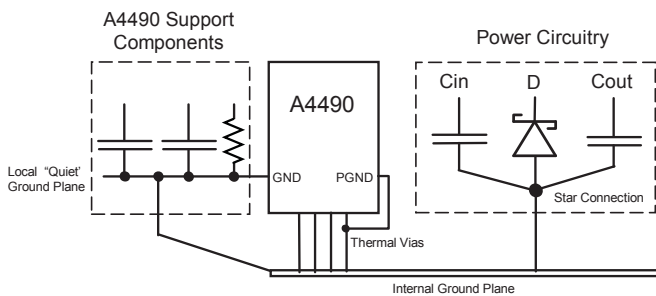 A4490 Support
Components
Power Circuitry
Cin
D
Cout
A4490
Local “Quiet’
Ground Plane
GND
PGND
Star Connection
Thermal Vias
Internal Ground Plane